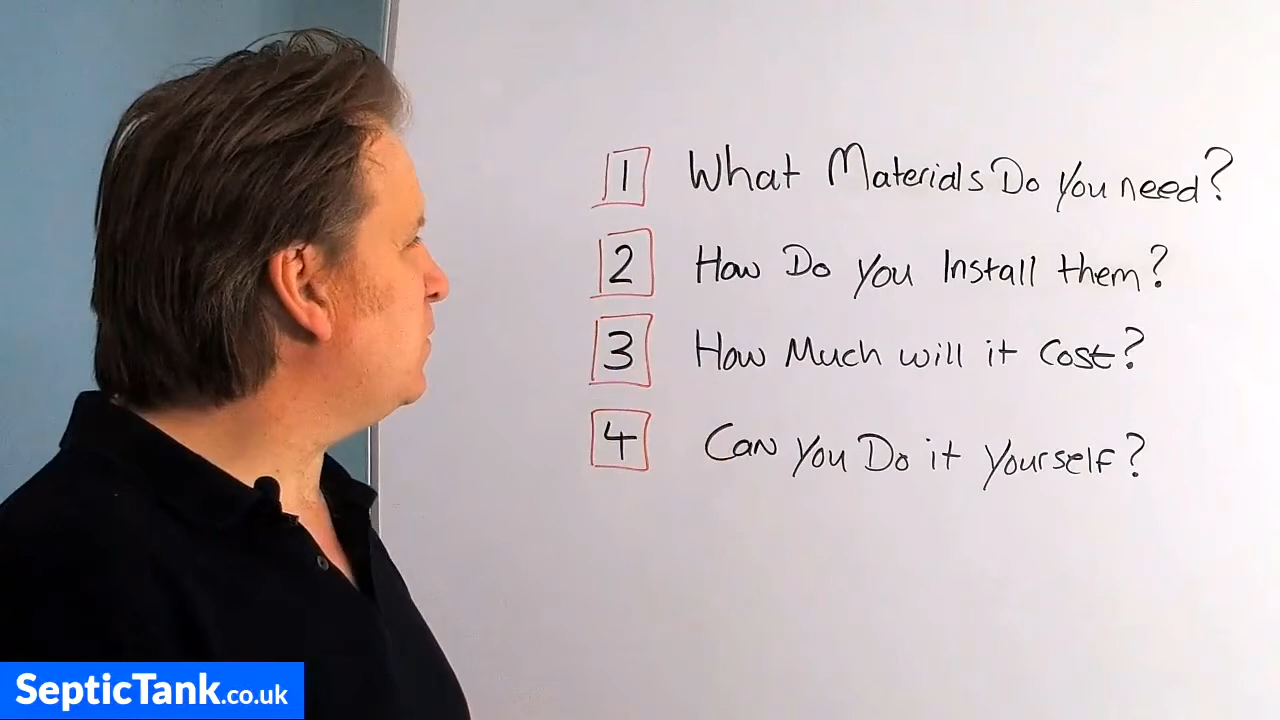 1 What Materials Do You need?
2 How Do you Install them?
3 How Much will it Cost?
4 Can You Do it Yourself?
SepticTank.co.uk